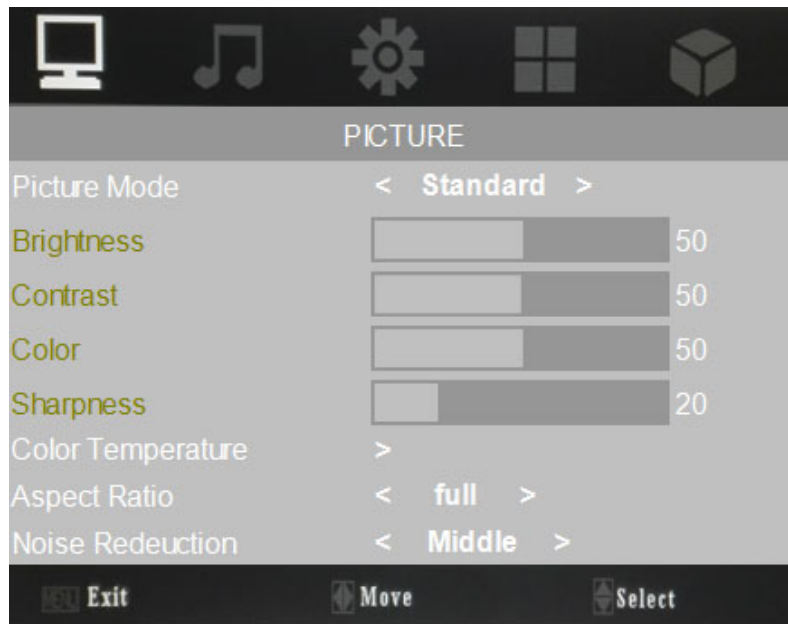 PICTURE
Picture Mode < Standard >
Brightness 50
Contrast 50
Color 50
Sharpness 20
Color Temperature >
Aspect Ratio < full >
Noise Redeuction < Middle >
MENU Exit Move Select